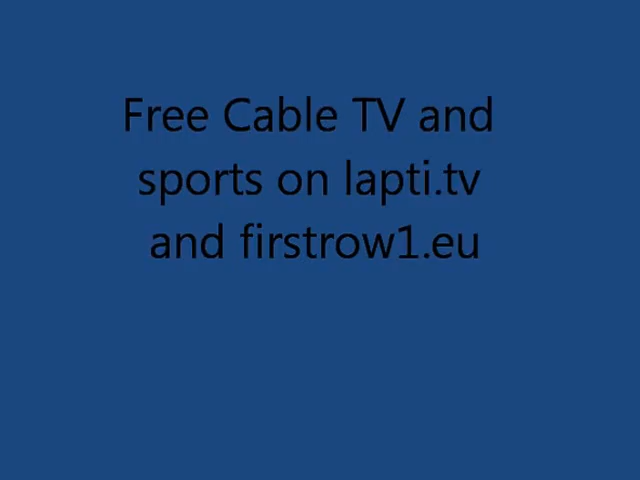 Free Cable TV and
sports on lapti.tv
and firstrow1.eu